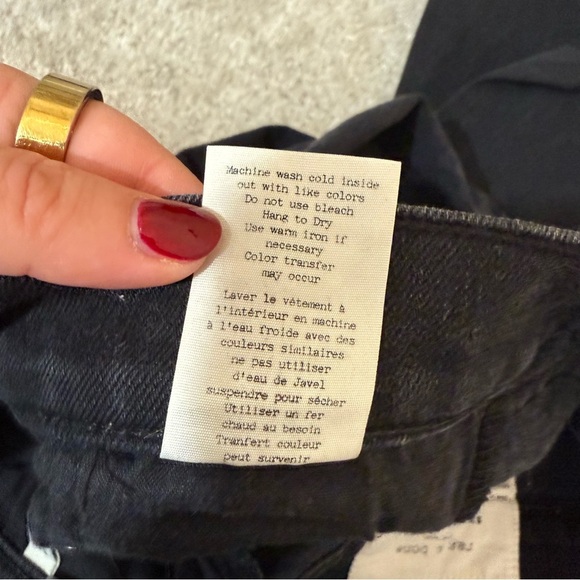 Machine wash cold inside
out with like colors
Do not use bleach
Hang to Dry
Use warm iron if
necessary
Color transfer
may occur
Laver le vétement à
l'intérieur en machine
à l'eau froide avec des
couleurs similaires
ne pas utiliser
d'eau de Javel
suspendre pour sécher
Utiliser un fer
chaud au besoin
Tranfert couleur
peut survenir